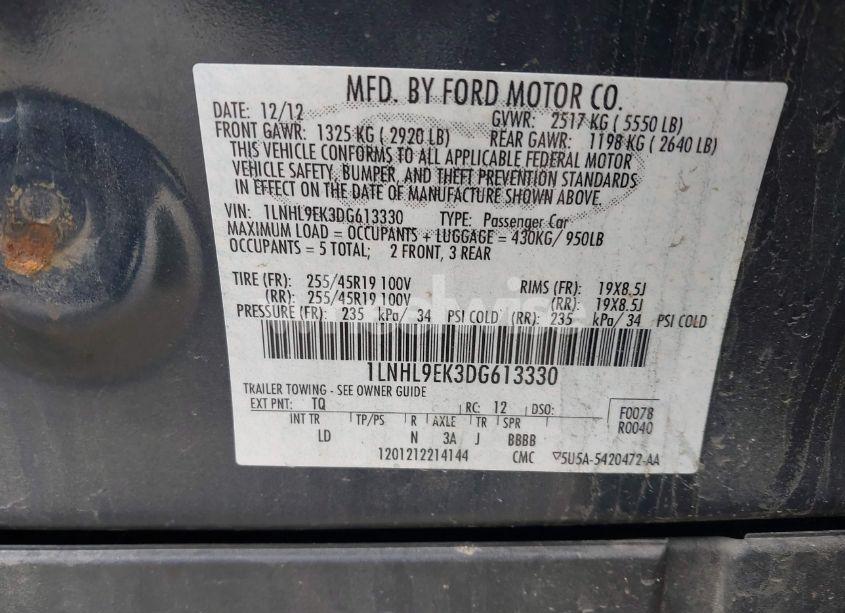 MFD. BY FORD MOTOR CO.
DATE: 12/12 GVWR: 2517 KG ( 5550 LB)
FRONT GAWR: 1325 KG ( 2920 LB) REAR GAWR: 1198 KG ( 2640 LB)
THIS VEHICLE CONFORMS TO ALL APPLICABLE FEDERAL MOTOR
VEHICLE SAFETY, BUMPER, AND THEFT PREVENTION STANDARDS
IN EFFECT ON THE DATE OF MANUFACTURE SHOWN ABOVE.
VIN: 1LNHL9EK3DG613330 TYPE: Passenger Car
MAXIMUM LOAD = OCCUPANTS + LUGGAGE = 430KG/ 950LB
OCCUPANTS = 5 TOTAL; 2 FRONT, 3 REAR
TIRE (FR): 255/45R19 100V RIMS (FR): 19X8.5J
(RR): 255/45R19 100V (RR): 19X8.5J
PRESSURE (FR): 235 kPa/ 34 PSI COLD (RR): 235 kPa/34 PSI COLD
1LNHL9EK3DG613330
TRAILER TOWING - SEE OWNER GUIDE
EXT PNT: TQ RC: 12 DSO: F0078
INT TR TP/PS R AXLE TR SPR R0040
LD N 3A J BBBB
1201212214144 CMC ▽5U5A-5420472-AA